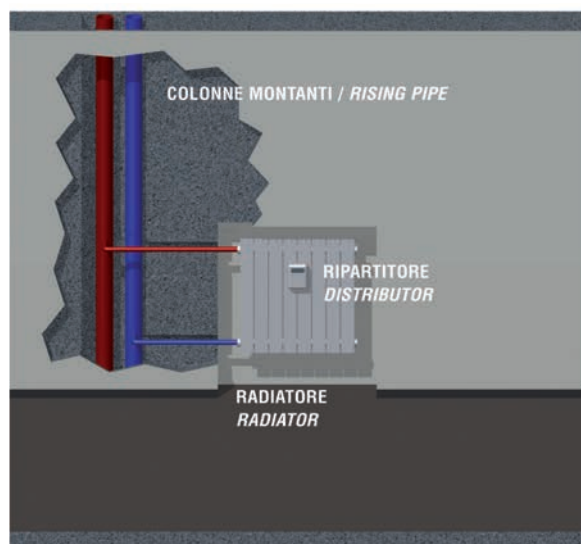 COLONNE MONTANTI / RISING PIPE
RIPARTITORE
DISTRIBUTOR
RADIATORE
RADIATOR